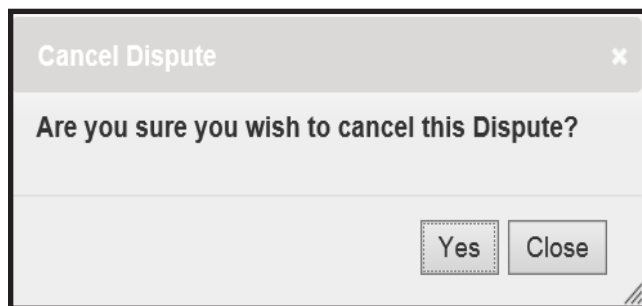 Cancel Dispute ×
Are you sure you wish to cancel this Dispute?
Yes Close